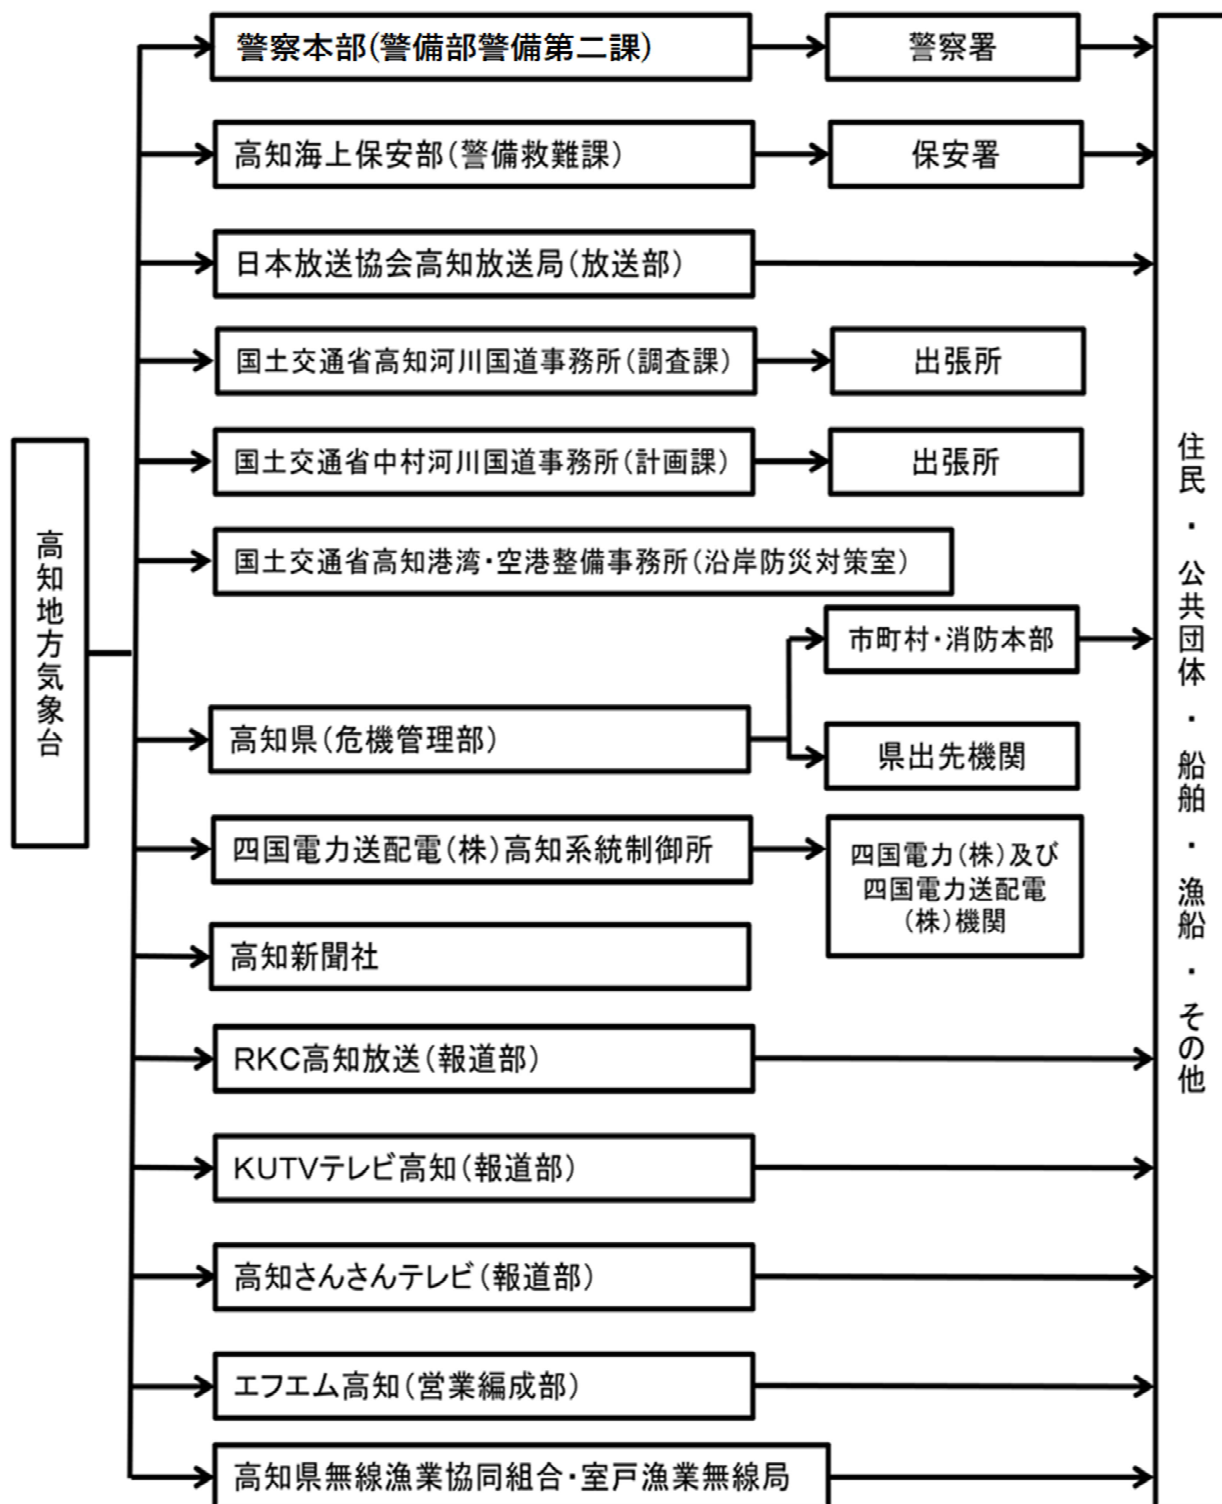 警察本部(警備部警備第二課)
警察署
高知海上保安部(警備救難課)
保安署
日本放送協会高知放送局(放送部)
国土交通省高知河川国道事務所(調査課)
出張所
国土交通省中村河川国道事務所(計画課)
出張所
国土交通省高知港湾・空港整備事務所(沿岸防災対策室)
高知地方気象台
市町村・消防本部
高知県(危機管理部)
県出先機関
四国電力送配電(株)高知系統制御所
四国電力(株)及び
四国電力送配電
(株)機関
高知新聞社
RKC高知放送(報道部)
KUTVテレビ高知(報道部)
高知さんさんテレビ(報道部)
エフエム高知(営業編成部)
高知県無線漁業協同組合・室戸漁業無線局
住民・公共団体・船舶・漁船・その他